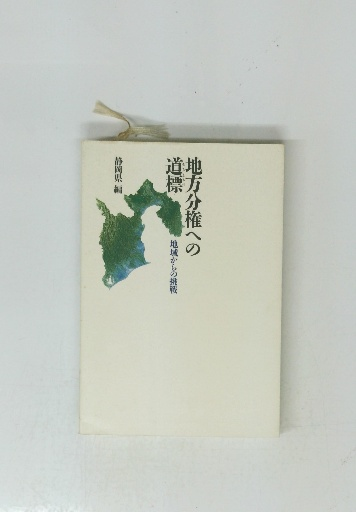 地方分権への
道標
地域からの挑戦
静岡県 編